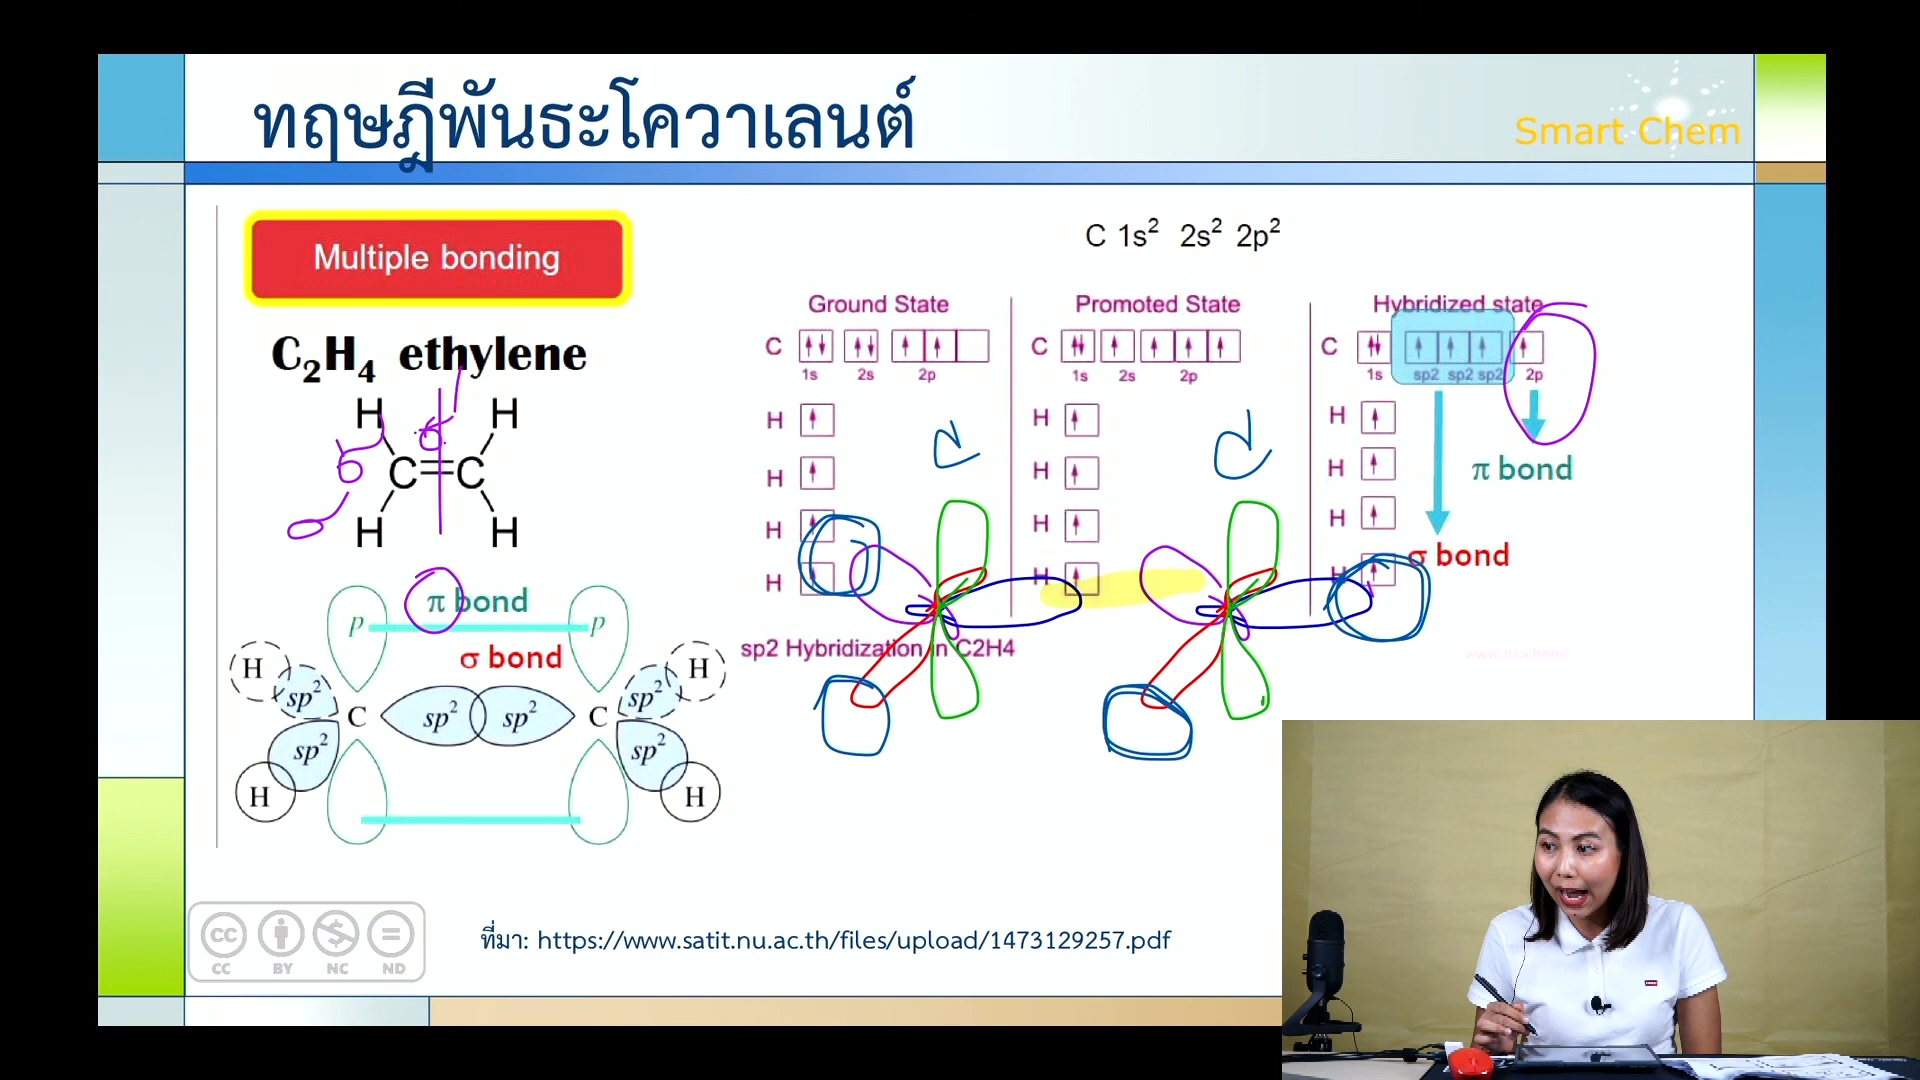 ทฤษฎีพันธะโควาเลนต์
Smart Chem
Multiple bonding
C 1s² 2s² 2p²
C₂H₄ ethylene
H H
C=C
H H
Ground State
C
1s 2s 2p
H
H
H
H
Promoted State
C
1s 2s 2p
H
H
H
H
Hybridized state
C
1s sp2 sp2 sp2 2p
H
H
H
H
π bond
σ bond
sp2 Hybridization in C2H4
σ
σ
π bond
p p
σ bond
H H
sp² sp²
C sp² sp² C
sp² sp²
H H
CC BY NC ND
ที่มา: https://www.satit.nu.ac.th/files/upload/1473129257.pdf